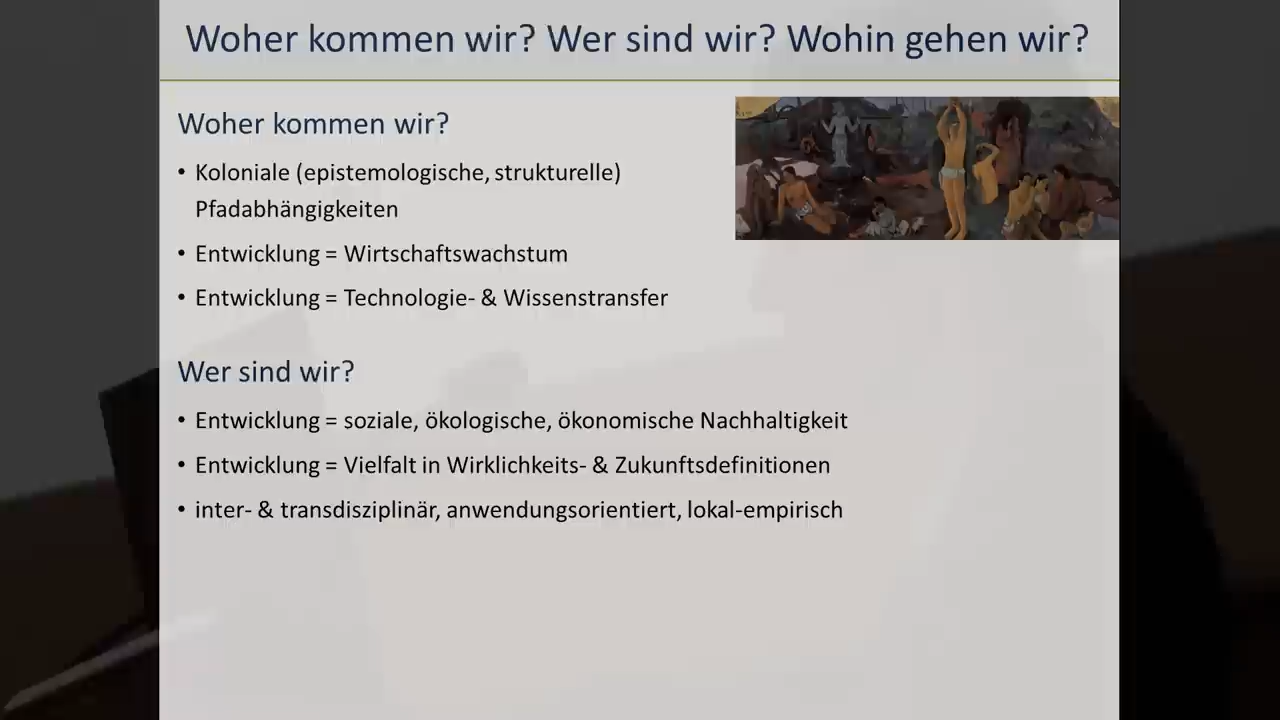 Woher kommen wir? Wer sind wir? Wohin gehen wir?
Woher kommen wir?
• Koloniale (epistemologische, strukturelle)
Pfadabhängigkeiten
• Entwicklung = Wirtschaftswachstum
• Entwicklung = Technologie- & Wissenstransfer
Wer sind wir?
• Entwicklung = soziale, ökologische, ökonomische Nachhaltigkeit
• Entwicklung = Vielfalt in Wirklichkeits- & Zukunftsdefinitionen
• inter- & transdisziplinär, anwendungsorientiert, lokal-empirisch